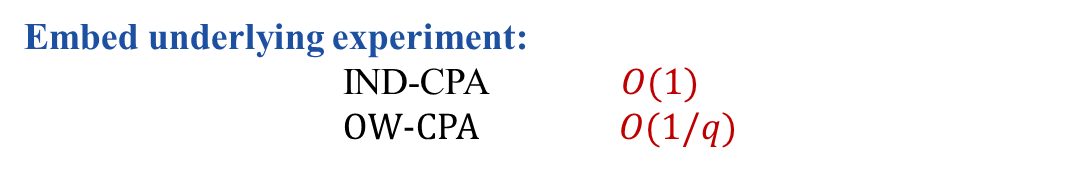 Embed underlying experiment:
IND-CPA O(1)
OW-CPA O(1/q)